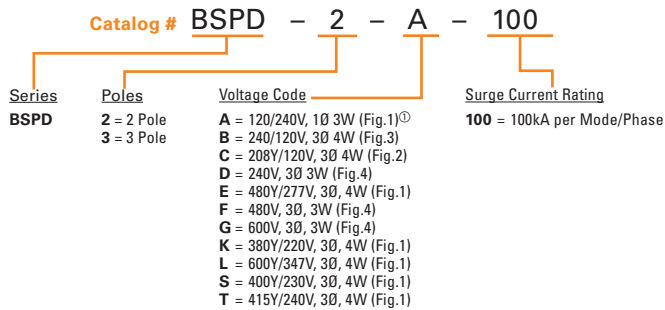 Catalog # BSPD – 2 – A – 100
Series
BSPD
Poles
2 = 2 Pole
3 = 3 Pole
Voltage Code
A = 120/240V, 1Ø 3W (Fig.1)①
B = 240/120V, 3Ø 4W (Fig.3)
C = 208Y/120V, 3Ø 4W (Fig.2)
D = 240V, 3Ø 3W (Fig.4)
E = 480Y/277V, 3Ø, 4W (Fig.1)
F = 480V, 3Ø, 3W (Fig.4)
G = 600V, 3Ø, 3W (Fig.4)
K = 380Y/220V, 3Ø, 4W (Fig.1)
L = 600Y/347V, 3Ø, 4W (Fig.1)
S = 400Y/230V, 3Ø, 4W (Fig.1)
T = 415Y/240V, 3Ø, 4W (Fig.1)
Surge Current Rating
100 = 100kA per Mode/Phase